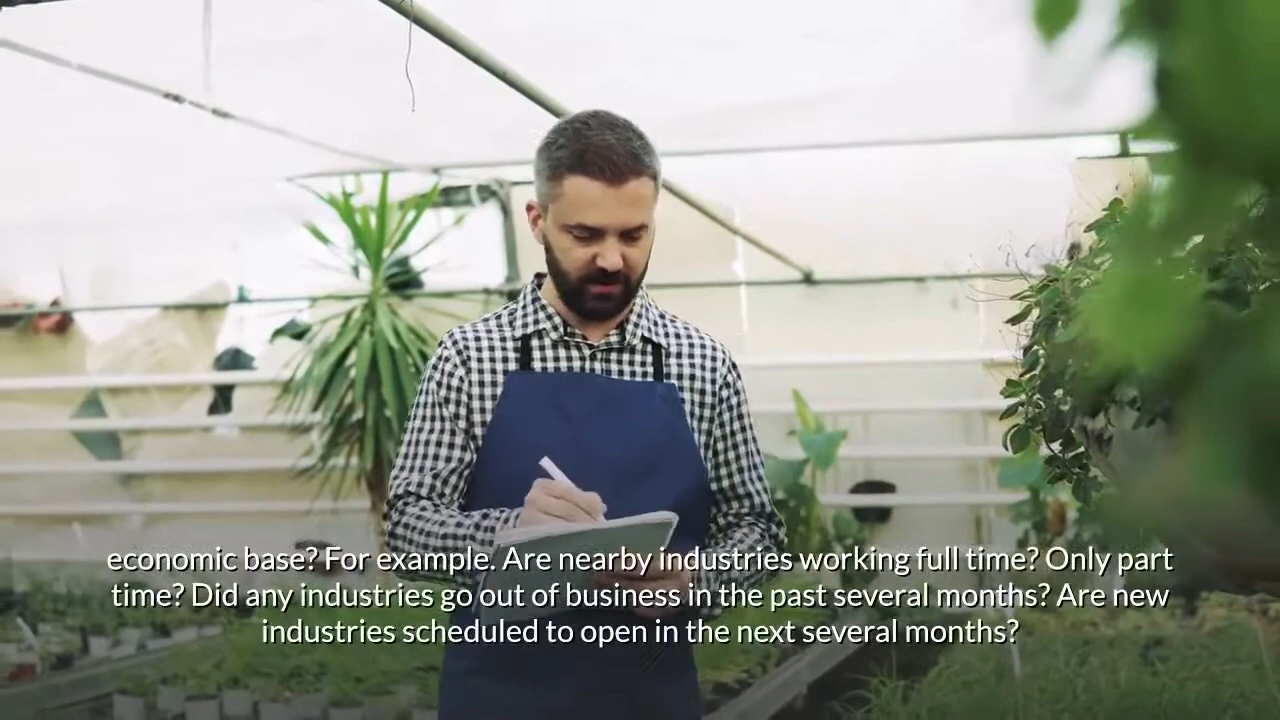 economic base? For example. Are nearby industries working full time? Only part
time? Did any industries go out of business in the past several months? Are new
industries scheduled to open in the next several months?